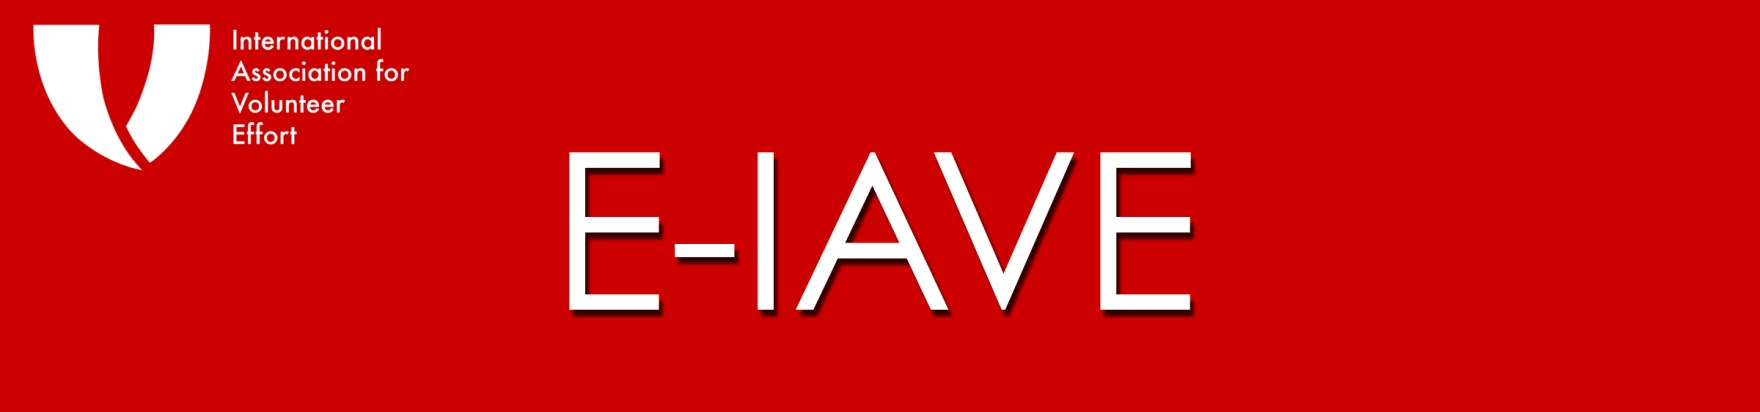 International
Association for
Volunteer
Effort
E-IAVE